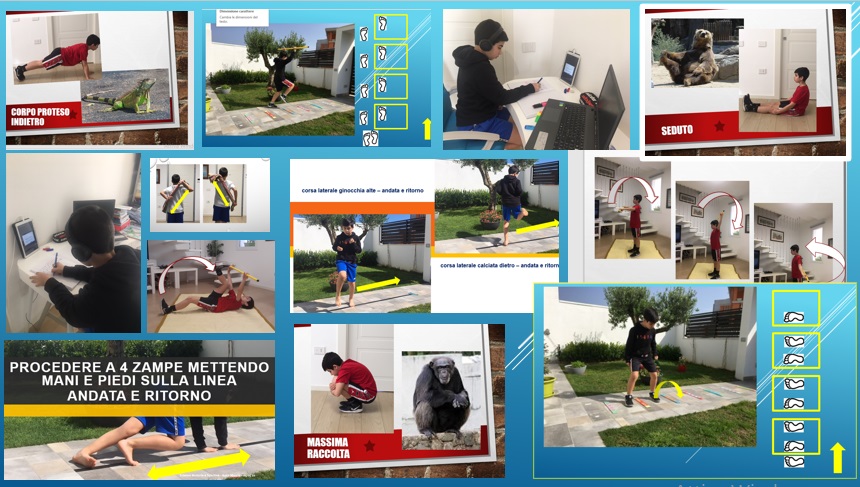 CORPO PROTESO
INDIETRO
SEDUTO
corsa laterale ginocchia alte – andata e ritorno
corsa laterale calciata dietro – andata e ritorn
PROCEDERE A 4 ZAMPE METTENDO
MANI E PIEDI SULLA LINEA
ANDATA E RITORNO
MASSIMA
RACCOLTA